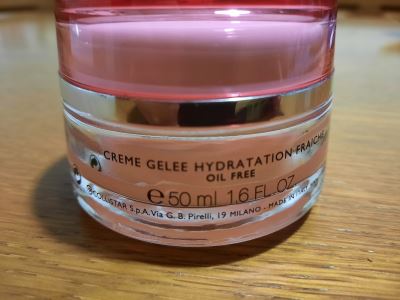 CREME GELEE HYDRATATION FRAICHE
OIL FREE
℮ 50 ml 1.6 FL.OZ
COLLISTAR S.p.A. Via G.B. Pirelli, 19 MILANO - MADE IN ITALY